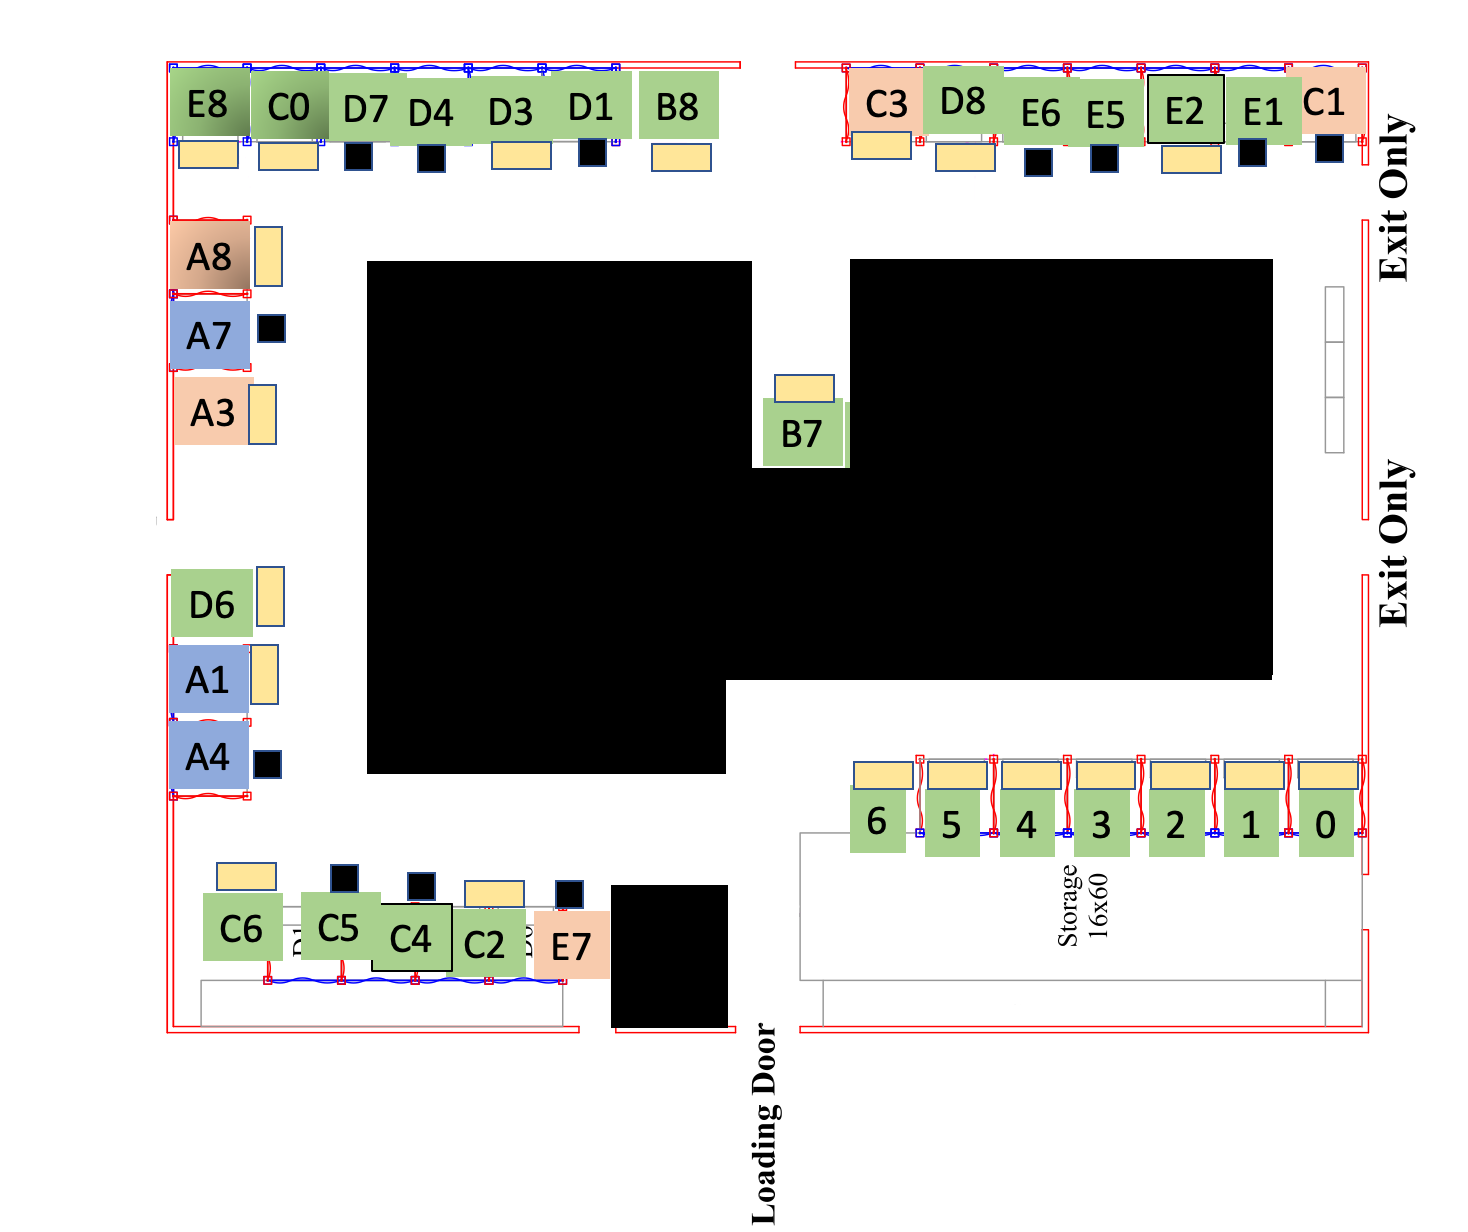 E8
C0
D7
D4
D3
D1
B8
C3
D8
E6
E5
E2
E1
C1
Exit Only
A8
A7
A3
B7
Exit Only
D6
A1
A4
6
5
4
3
2
1
0
Storage
16x60
C6
C5
C4
C2
E7
Loading Door